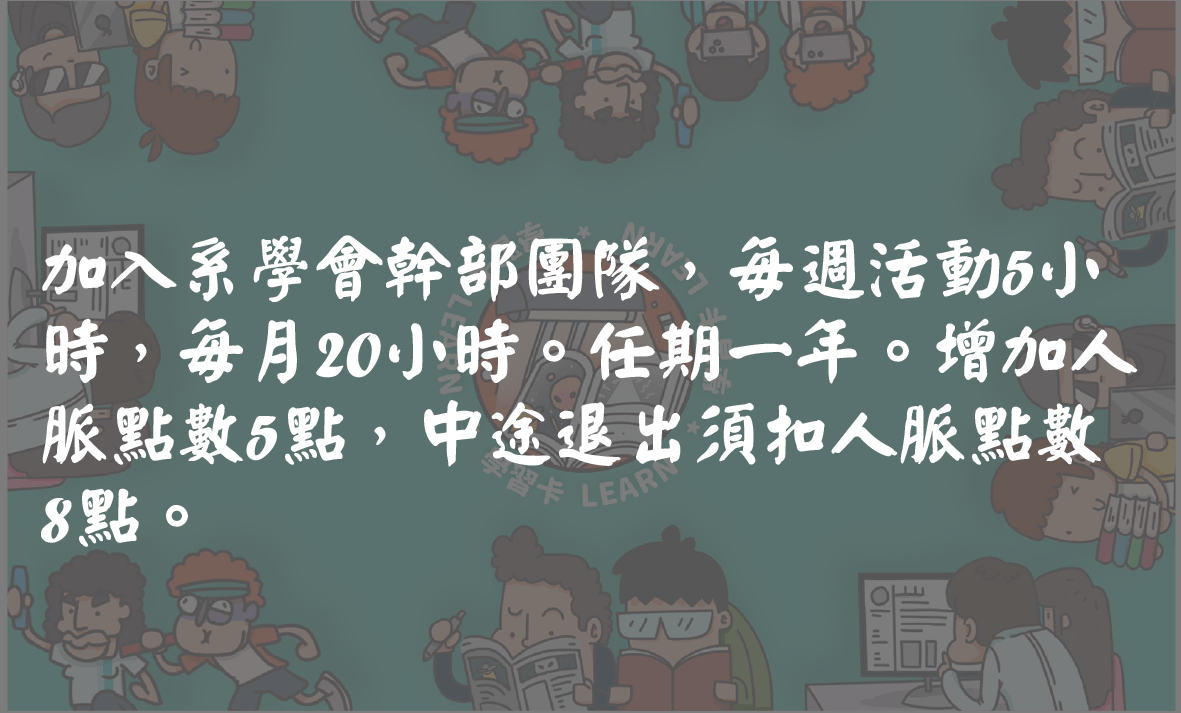 加入系學會幹部團隊，每週活動5小
時，每月20小時。任期一年。增加人
脈點數5點，中途退出須扣人脈點數
8點。
LEARN
LEARN
學習卡 LEARN